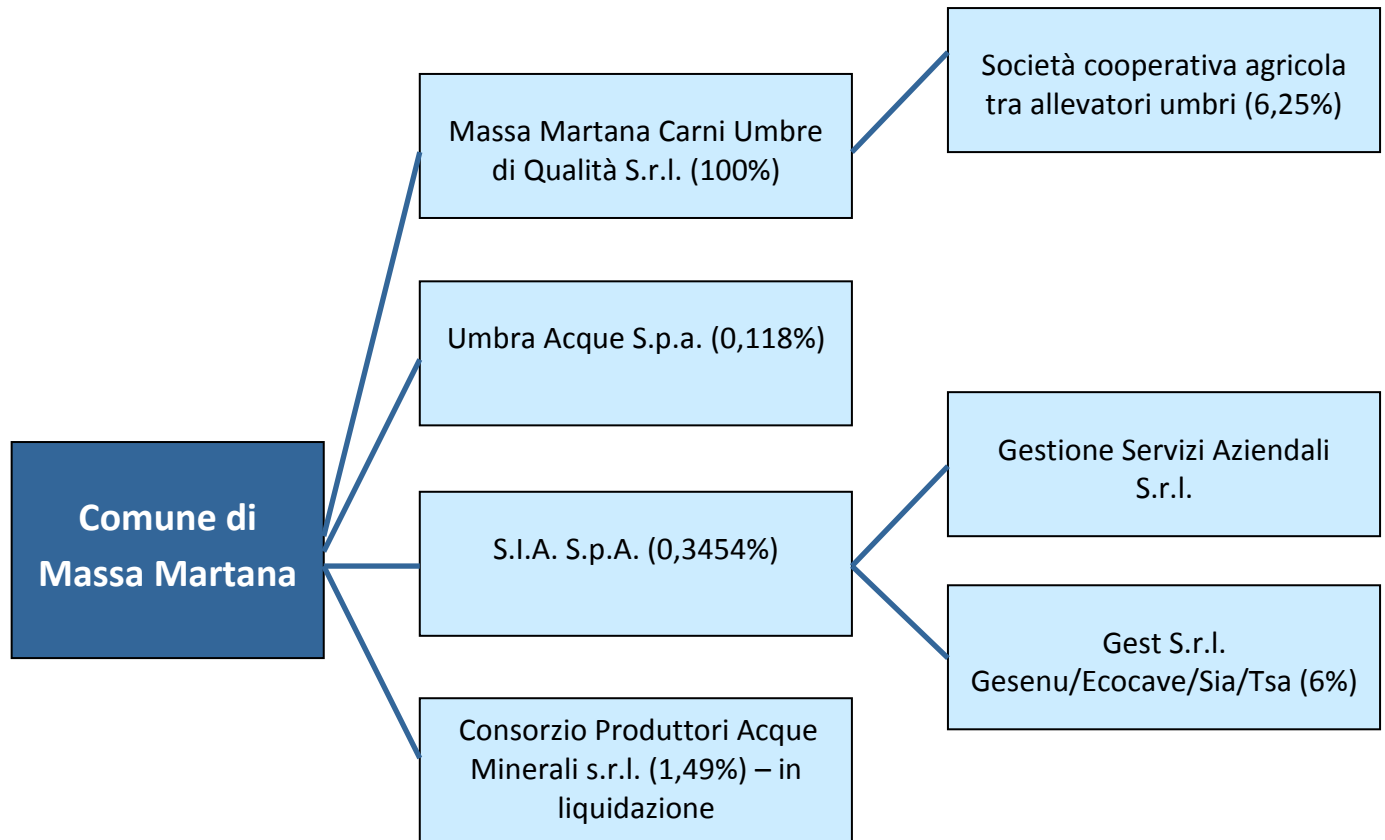 Società cooperativa agricola
tra allevatori umbri (6,25%)
Massa Martana Carni Umbre
di Qualità S.r.l. (100%)
Umbra Acque S.p.a. (0,118%)
Comune di
Massa Martana
S.I.A. S.p.A. (0,3454%)
Gestione Servizi Aziendali
S.r.l.
Gest S.r.l.
Gesenu/Ecocave/Sia/Tsa (6%)
Consorzio Produttori Acque
Minerali s.r.l. (1,49%) – in
liquidazione